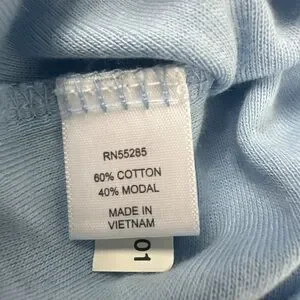 RN55285
60% COTTON
40% MODAL
MADE IN
VIETNAM
01